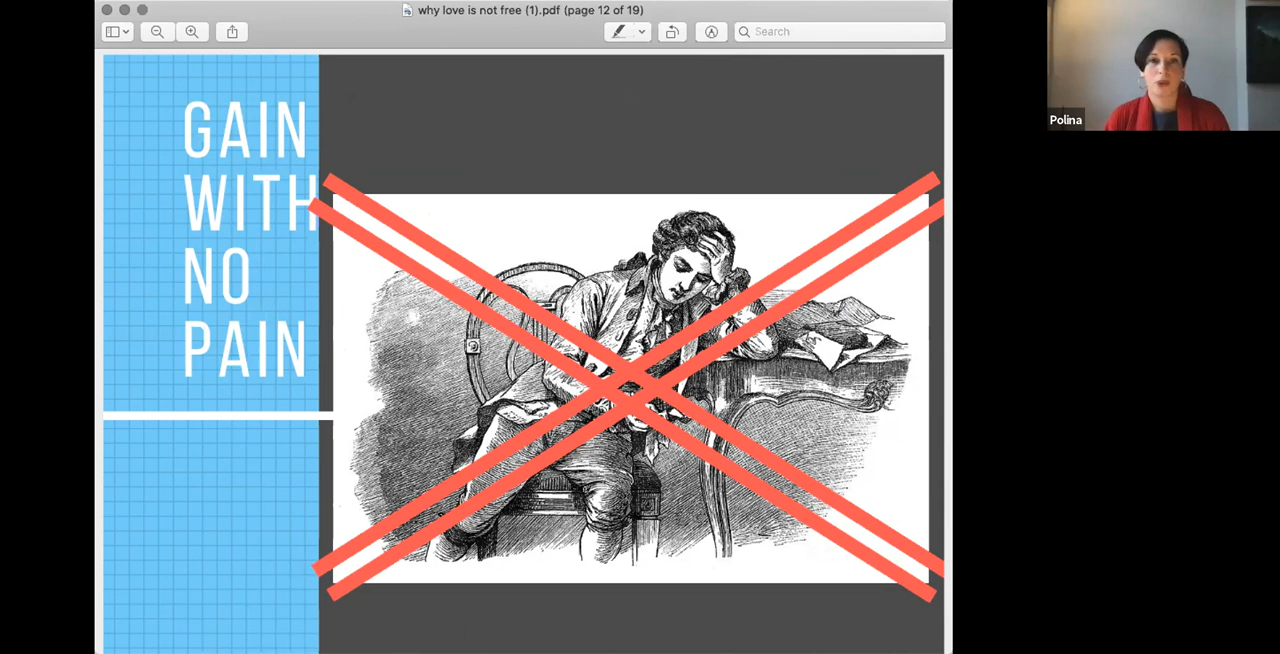 why love is not free (1).pdf (page 12 of 19)
Search
GAIN
WITH
NO
PAIN
Polina